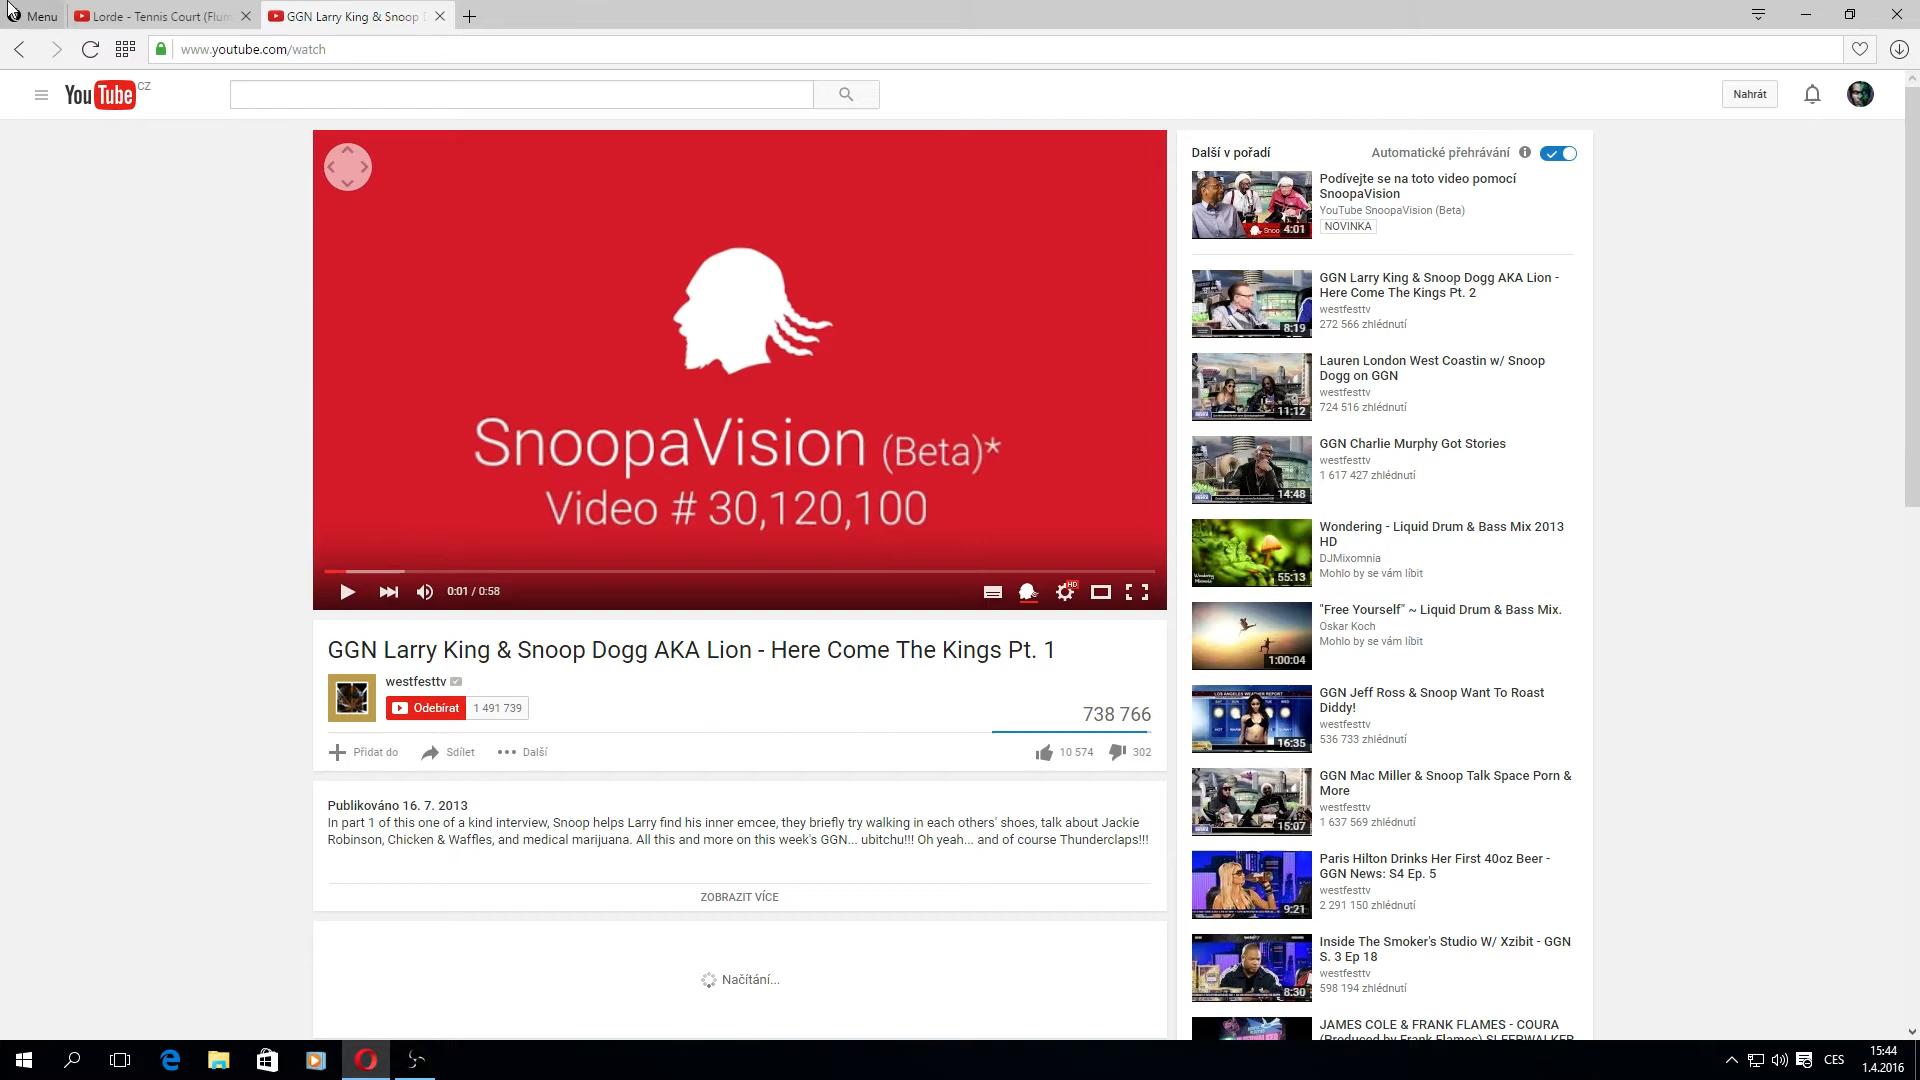 Menu
Lorde - Tennis Court (Flum
GGN Larry King & Snoop D
www.youtube.com/watch
YouTube CZ
Nahrát
SnoopaVision (Beta)*
Video # 30,120,100
0:01 / 0:58
HD
GGN Larry King & Snoop Dogg AKA Lion - Here Come The Kings Pt. 1
westfesttv
Odebírat 1 491 739
738 766
Přidat do Sdílet Další
10 574 302
Publikováno 16. 7. 2013
In part 1 of this one of a kind interview, Snoop helps Larry find his inner emcee, they briefly try walking in each others' shoes, talk about Jackie
Robinson, Chicken & Waffles, and medical marijuana. All this and more on this week's GGN... ubitchu!!! Oh yeah... and of course Thunderclaps!!!
ZOBRAZIT VÍCE
Načítání...
Další v pořadí
Automatické přehrávání
4:01
Podívejte se na toto video pomocí
SnoopaVision
YouTube SnoopaVision (Beta)
NOVINKA
8:19
GGN Larry King & Snoop Dogg AKA Lion -
Here Come The Kings Pt. 2
westfesttv
272 566 zhlédnutí
11:12
Lauren London West Coastin w/ Snoop
Dogg on GGN
westfesttv
724 516 zhlédnutí
14:48
GGN Charlie Murphy Got Stories
westfesttv
1 617 427 zhlédnutí
55:13
Wondering - Liquid Drum & Bass Mix 2013
HD
DJMixomnia
Mohlo by se vám líbit
1:00:04
"Free Yourself" ~ Liquid Drum & Bass Mix.
Oskar Koch
Mohlo by se vám líbit
LOS ANGELES WEATHER REPORT
16:35
GGN Jeff Ross & Snoop Want To Roast
Diddy!
westfesttv
536 733 zhlédnutí
15:07
GGN Mac Miller & Snoop Talk Space Porn &
More
westfesttv
1 637 569 zhlédnutí
9:21
Paris Hilton Drinks Her First 40oz Beer -
GGN News: S4 Ep. 5
westfesttv
2 291 150 zhlédnutí
8:30
Inside The Smoker's Studio W/ Xzibit - GGN
S. 3 Ep 18
westfesttv
598 194 zhlédnutí
JAMES COLE & FRANK FLAMES - COURA
(Produced by Frank Flames) SLEEPWALKER
CES
15:44
1.4.2016